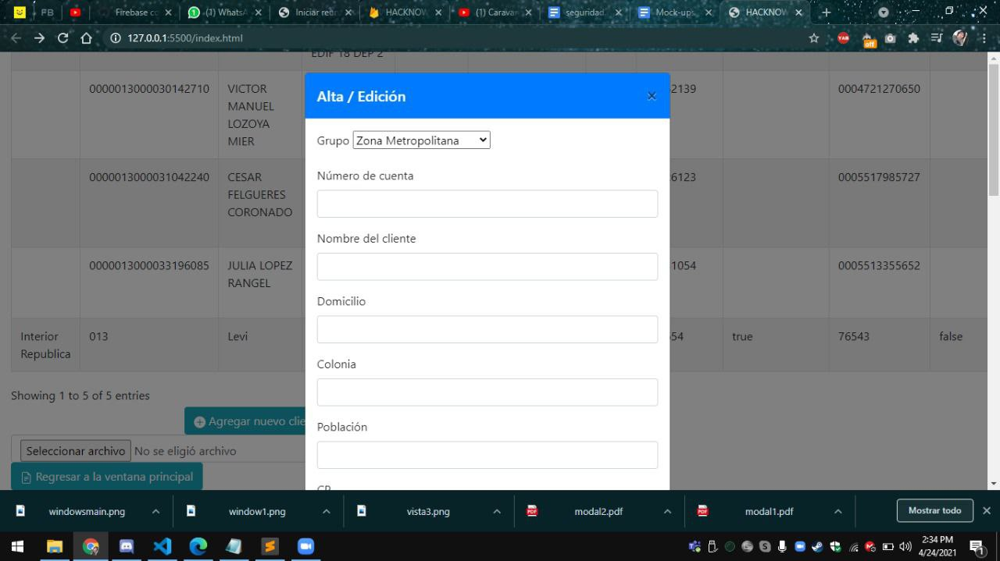 FB
Firebase co
(1) WhatsA
Iniciar redr
HACKNOW
(1) Caravan
seguridad.
Mock-ups.
HACKNOW
127.0.0.1:5500/index.html
off
EDIF 18 DEP 2
0000013000030142710
VICTOR
MANUEL
LOZOYA
MIER
2139
0004721270650
0000013000031042240
CESAR
FELGUERES
CORONADO
6123
0005517985727
0000013000033196085
JULIA LOPEZ
RANGEL
1054
0005513355652
Interior
Republica
013
Levi
654
true
76543
false
Showing 1 to 5 of 5 entries
Agregar nuevo clie
Seleccionar archivo No se eligió archivo
Regresar a la ventana principal
Alta / Edición
×
Grupo Zona Metropolitana
Número de cuenta
Nombre del cliente
Domicilio
Colonia
Población
CP
windowsmain.png
window1.png
vista3.png
modal2.pdf
modal1.pdf
Mostrar todo
2:34 PM
4/24/2021